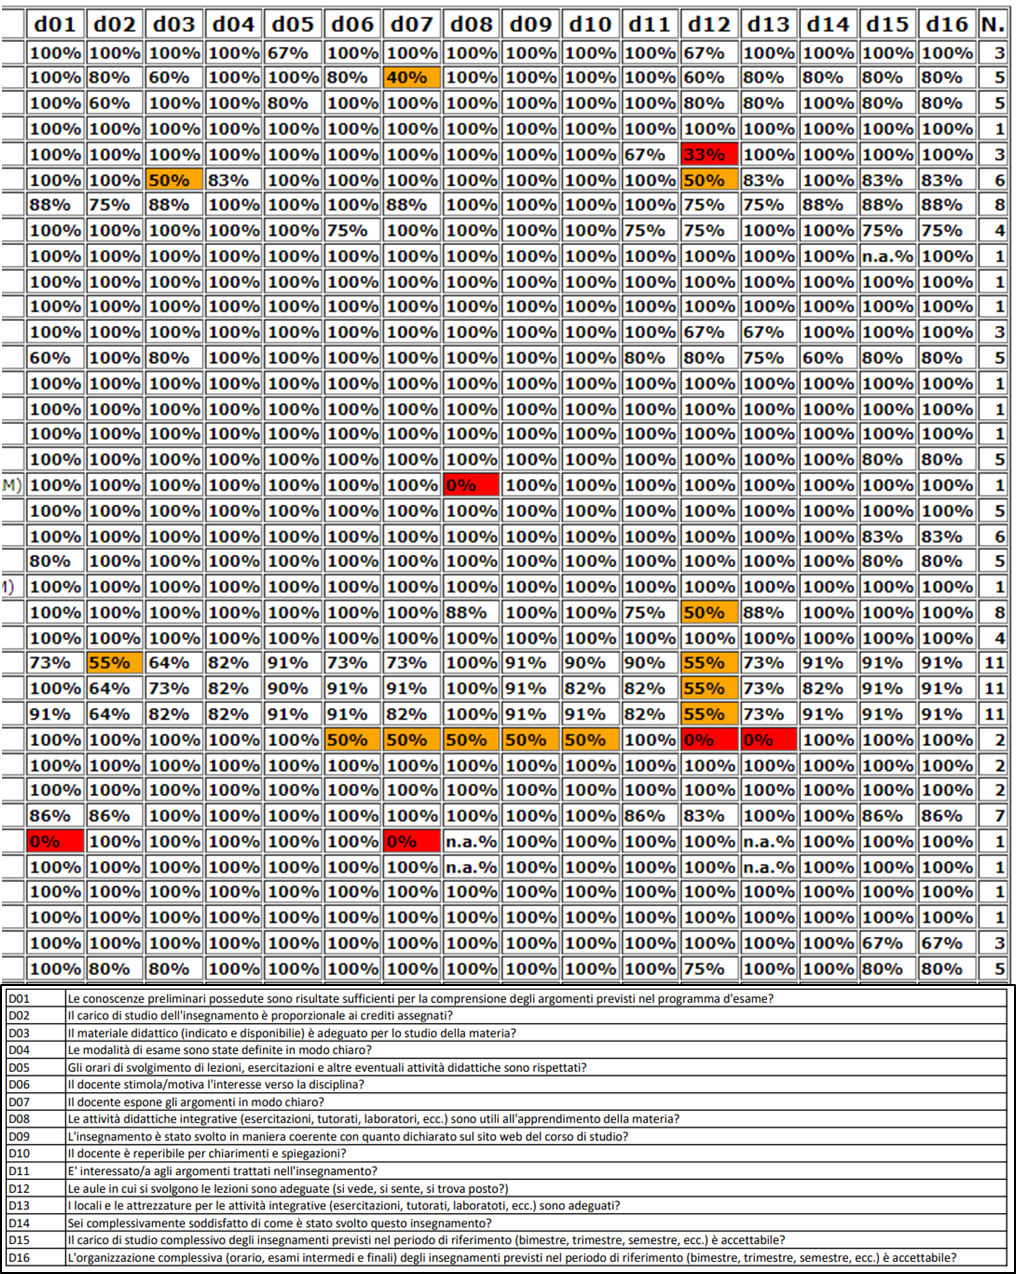 d01 d02 d03 d04 d05 d06 d07 d08 d09 d10 d11 d12 d13 d14 d15 d16 N.
100% 100% 100% 100% 67% 100% 100% 100% 100% 100% 100% 67% 100% 100% 100% 100% 3
100% 80% 60% 100% 100% 80% 40% 100% 100% 100% 100% 60% 80% 80% 80% 80% 5
100% 60% 100% 100% 80% 100% 100% 100% 100% 100% 100% 80% 80% 100% 80% 80% 5
100% 100% 100% 100% 100% 100% 100% 100% 100% 100% 100% 100% 100% 100% 100% 100% 1
100% 100% 100% 100% 100% 100% 100% 100% 100% 100% 67% 33% 100% 100% 100% 100% 3
100% 100% 50% 83% 100% 100% 100% 100% 100% 100% 100% 50% 83% 100% 83% 83% 6
88% 75% 88% 100% 100% 100% 88% 100% 100% 100% 100% 75% 75% 88% 88% 88% 8
100% 100% 100% 100% 100% 75% 100% 100% 100% 100% 75% 75% 100% 100% 75% 75% 4
100% 100% 100% 100% 100% 100% 100% 100% 100% 100% 100% 100% 100% 100% n.a.% 100% 1
100% 100% 100% 100% 100% 100% 100% 100% 100% 100% 100% 100% 100% 100% 100% 100% 1
100% 100% 100% 100% 100% 100% 100% 100% 100% 100% 100% 100% 100% 100% 100% 100% 1
100% 100% 100% 100% 100% 100% 100% 100% 100% 100% 100% 67% 67% 100% 100% 100% 3
60% 100% 80% 100% 100% 100% 100% 100% 100% 100% 80% 80% 75% 60% 80% 80% 5
100% 100% 100% 100% 100% 100% 100% 100% 100% 100% 100% 100% 100% 100% 100% 100% 1
100% 100% 100% 100% 100% 100% 100% 100% 100% 100% 100% 100% 100% 100% 100% 100% 1
100% 100% 100% 100% 100% 100% 100% 100% 100% 100% 100% 100% 100% 100% 100% 100% 1
100% 100% 100% 100% 100% 100% 100% 100% 100% 100% 100% 100% 100% 100% 80% 80% 5
M) 100% 100% 100% 100% 100% 100% 100% 0% 100% 100% 100% 100% 100% 100% 100% 100% 1
100% 100% 100% 100% 100% 100% 100% 100% 100% 100% 100% 100% 100% 100% 100% 100% 5
100% 100% 100% 100% 100% 100% 100% 100% 100% 100% 100% 100% 100% 100% 83% 83% 6
80% 100% 100% 100% 100% 100% 100% 100% 100% 100% 100% 100% 100% 100% 80% 80% 5
) 100% 100% 100% 100% 100% 100% 100% 100% 100% 100% 100% 100% 100% 100% 100% 100% 1
100% 100% 100% 100% 100% 100% 100% 88% 100% 100% 75% 50% 88% 100% 100% 100% 8
100% 100% 100% 100% 100% 100% 100% 100% 100% 100% 100% 100% 100% 100% 100% 100% 4
73% 55% 64% 82% 91% 73% 73% 100% 91% 90% 90% 55% 73% 91% 91% 91% 11
100% 64% 73% 82% 90% 91% 91% 100% 91% 82% 82% 55% 73% 82% 91% 91% 11
91% 64% 82% 82% 91% 91% 82% 100% 91% 91% 82% 55% 73% 91% 91% 91% 11
100% 100% 100% 100% 100% 50% 50% 50% 50% 50% 100% 0% 0% 100% 100% 100% 2
100% 100% 100% 100% 100% 100% 100% 100% 100% 100% 100% 100% 100% 100% 100% 100% 2
100% 100% 100% 100% 100% 100% 100% 100% 100% 100% 100% 100% 100% 100% 100% 100% 2
86% 86% 100% 100% 100% 100% 100% 100% 100% 100% 86% 83% 100% 100% 86% 86% 7
0% 100% 100% 100% 100% 100% 0% n.a.% 100% 100% 100% 100% n.a.% 100% 100% 100% 1
100% 100% 100% 100% 100% 100% 100% n.a.% 100% 100% 100% 100% n.a.% 100% 100% 100% 1
100% 100% 100% 100% 100% 100% 100% 100% 100% 100% 100% 100% 100% 100% 100% 100% 1
100% 100% 100% 100% 100% 100% 100% 100% 100% 100% 100% 100% 100% 100% 100% 100% 1
100% 100% 100% 100% 100% 100% 100% 100% 100% 100% 100% 100% 100% 100% 67% 67% 3
100% 80% 80% 100% 100% 100% 100% 100% 100% 100% 100% 75% 100% 100% 80% 80% 5
D01 Le conoscenze preliminari possedute sono risultate sufficienti per la comprensione degli argomenti previsti nel programma d'esame?
D02 Il carico di studio dell'insegnamento è proporzionale ai crediti assegnati?
D03 Il materiale didattico (indicato e disponibilie) è adeguato per lo studio della materia?
D04 Le modalità di esame sono state definite in modo chiaro?
D05 Gli orari di svolgimento di lezioni, esercitazioni e altre eventuali attività didattiche sono rispettati?
D06 Il docente stimola/motiva l'interesse verso la disciplina?
D07 Il docente espone gli argomenti in modo chiaro?
D08 Le attività didattiche integrative (esercitazioni, tutorati, laboratori, ecc.) sono utili all'apprendimento della materia?
D09 L'insegnamento è stato svolto in maniera coerente con quanto dichiarato sul sito web del corso di studio?
D10 Il docente è reperibile per chiarimenti e spiegazioni?
D11 E' interessato/a agli argomenti trattati nell'insegnamento?
D12 Le aule in cui si svolgono le lezioni sono adeguate (si vede, si sente, si trova posto?)
D13 I locali e le attrezzature per le attività integrative (esercitazioni, tutorati, laboratoti, ecc.) sono adeguati?
D14 Sei complessivamente soddisfatto di come è stato svolto questo insegnamento?
D15 Il carico di studio complessivo degli insegnamenti previsti nel periodo di riferimento (bimestre, trimestre, semestre, ecc.) è accettabile?
D16 L'organizzazione complessiva (orario, esami intermedi e finali) degli insegnamenti previsti nel periodo di riferimento (bimestre, trimestre, semestre, ecc.) è accettabile?